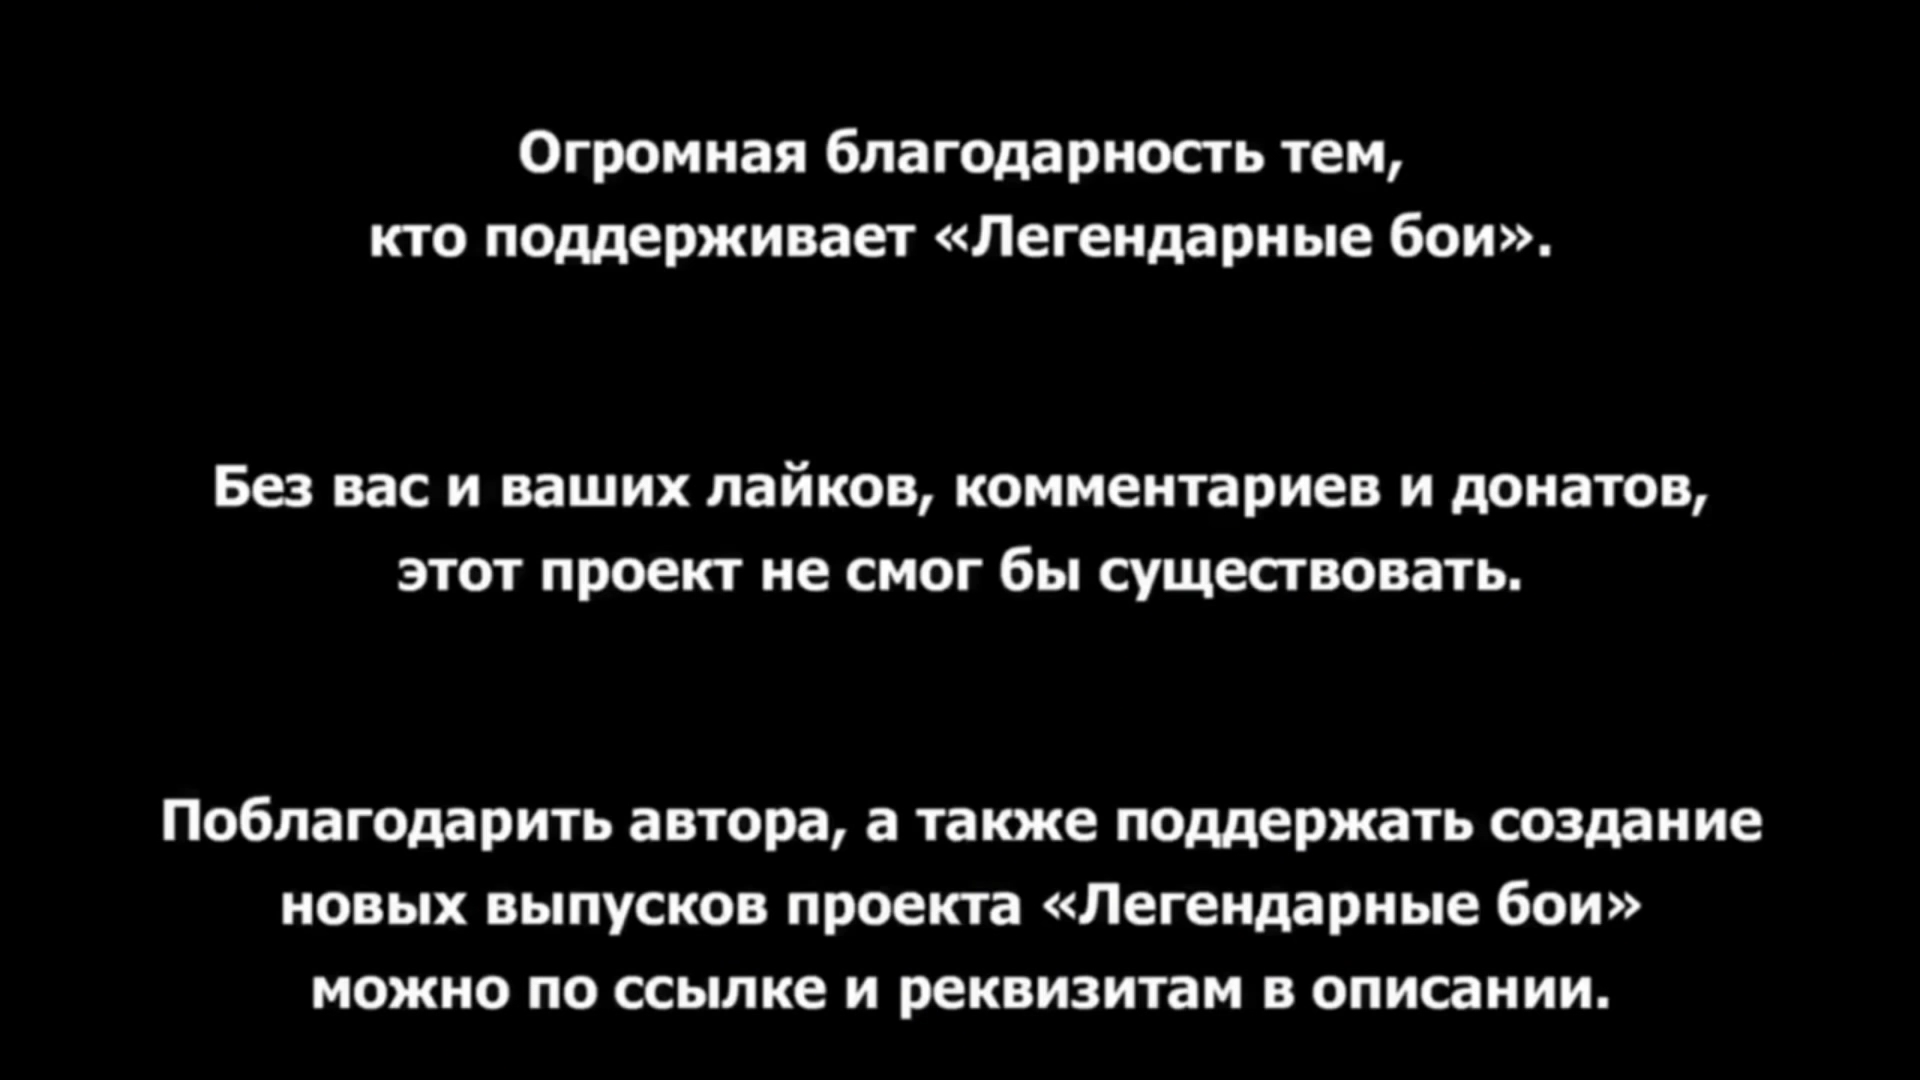 Огромная благодарность тем,
кто поддерживает «Легендарные бои».
Без вас и ваших лайков, комментариев и донатов,
этот проект не смог бы существовать.
Поблагодарить автора, а также поддержать создание
новых выпусков проекта «Легендарные бои»
можно по ссылке и реквизитам в описании.